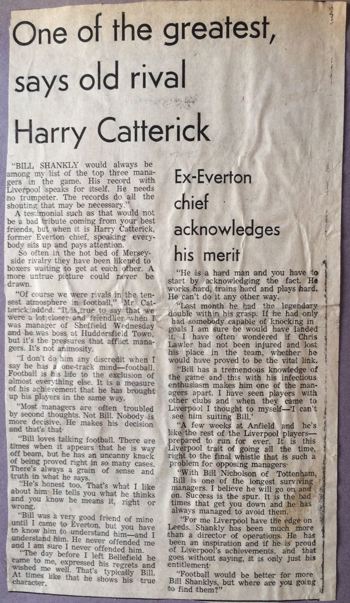 One of the greatest,
says old rival
Harry Catterick
"BILL SHANKLY would always be
among my list of the top three mana-
gers in the game. His record with
Liverpool speaks for itself. He needs
no trumpeter. The records do all the
shouting that may be necessary."
A testimonial such as that would not
be a bad tribute coming from your best
friends, but when it is Harry Catterick,
former Everton chief, speaking every-
body sits up and pays attention.
So often in the hot bed of Mersey-
side rivalry they have been likened to
boxers waiting to get at each other. A
more untrue picture could never be
drawn.
"Of course we were rivals in the ten-
sest atmosphere in football," Mr Cat-
terick added. "It is true to say that we
were a lot closer and friendlier when I
was manager of Sheffield Wednesday
and he was boss at Huddersfield Town,
but it's the pressures that afflict mana-
gers. It's not animosity.
"I don't do him any discredit when I
say he has a one-track mind—football.
Football is his life to the exclusion of
almost everything else. It is a measure
of his achievement that he has brought
up his players in the same way.
"Most managers are often troubled
by second thoughts. Not Bill. Nobody is
more decisive. He makes his decision
and that's that.
"Bill loves talking football. There are
times when it appears that he is way
off beam, but he has an uncanny knack
of being proved right in so many cases.
There's always a grain of sense and
truth in what he says.
"He's honest too. That's what I like
about him. He tells you what he thinks
and you know he means it, right or
wrong.
"Bill was a very good friend of mine
until I came to Everton, but you have
to know him to understand him—and I
understand him. He never offended me
and I am sure I never offended him.
"The day before I left Bellefield he
came to me, expressed his regrets and
wished me well. That's typically Bill.
At times like that he shows his true
character.
Ex-Everton
chief
acknowledges
his merit
"He is a hard man and you have to
start by acknowledging the fact. He
works hard, trains hard and plays hard.
He can't do it any other way.
"Last month he had the legendary
double within his grasp. If he had only
had somebody capable of knocking in
goals I am sure he would have landed
it. I have often wondered if Chris
Lawler had not been injured and lost
his place in the team, whether he
would have proved to be the vital link.
"Bill has a tremendous knowledge of
the game and this with his infectious
enthusiasm makes him one of the man-
agers apart. I have seen players with
other clubs and when they came to
Liverpool I thought to myself—'I can't
see him suiting Bill.'
"A few weeks at Anfield and he's
like the rest of the Liverpool players—
prepared to run for ever. It is this
Liverpool trait of going all the time,
right to the final whistle that is such a
problem for opposing managers.
"With Bill Nicholson of Tottenham,
Bill is one of the longest surviving
managers. I believe he will go on and
on. Success is the spur. It is the bad
times that get you down and he has
always managed to avoid them.
"For me Liverpool have the edge on
Leeds. Shankly has been much more
than a director of operations. He has
been an inspiration and if he is proud
of Liverpool's achievements, and that
goes without saying, it is only just his
entitlement.
"Football would be better for more
Bill Shanklys, but where are you going
to find them?"